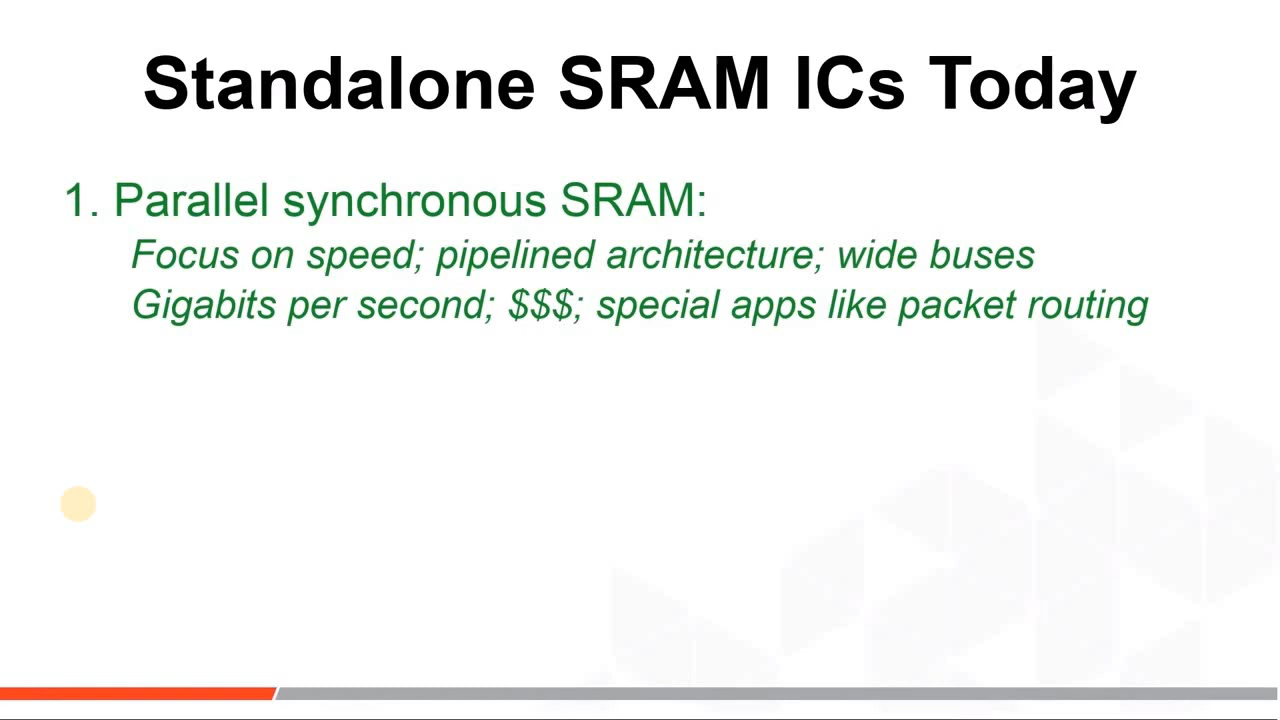 Standalone SRAM ICs Today
1. Parallel synchronous SRAM:
Focus on speed; pipelined architecture; wide buses
Gigabits per second; $$$; special apps like packet routing